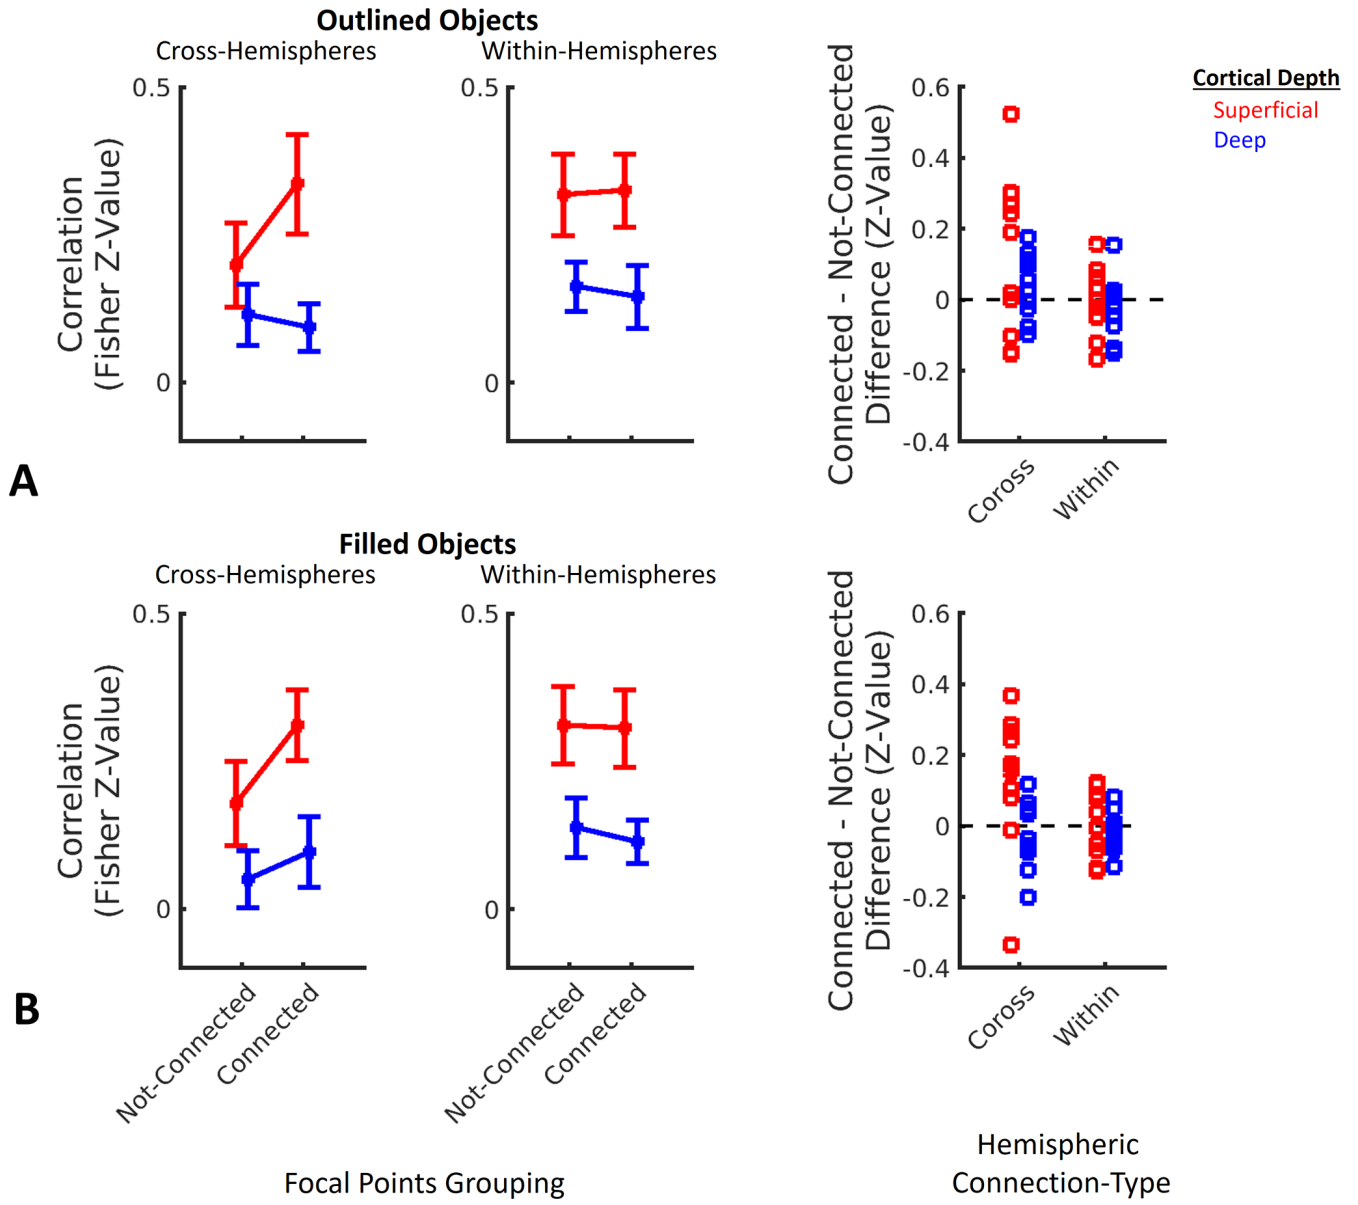 Outlined Objects
Cross-Hemispheres
Within-Hemispheres
Correlation
(Fisher Z-Value)
0.5
0
0.5
0
Connected - Not-Connected
Difference (Z-Value)
0.6
0.4
0.2
0
-0.2
-0.4
Coross
Within
Cortical Depth
Superficial
Deep
A
Filled Objects
Cross-Hemispheres
Within-Hemispheres
Correlation
(Fisher Z-Value)
0.5
0
0.5
0
Connected - Not-Connected
Difference (Z-Value)
0.6
0.4
0.2
0
-0.2
-0.4
B
Not-Connected
Connected
Not-Connected
Connected
Coross
Within
Focal Points Grouping
Hemispheric
Connection-Type